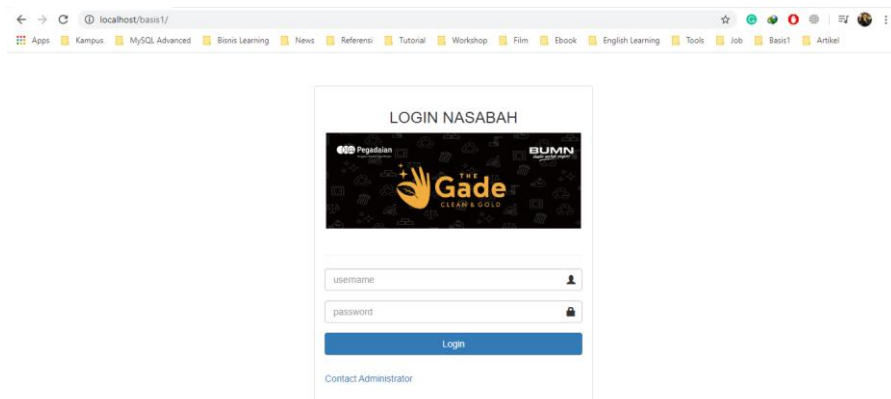 localhost/basis1/
Apps Kampus MySQL Advanced Bisnis Learning News Referensi Tutorial Workshop Film Ebook English Learning Tools Job Basis1 Artikel
LOGIN NASABAH
Pegadaian
BUMN
THE
Gade
CLEAN & GOLD
username
password
Login
Contact Administrator